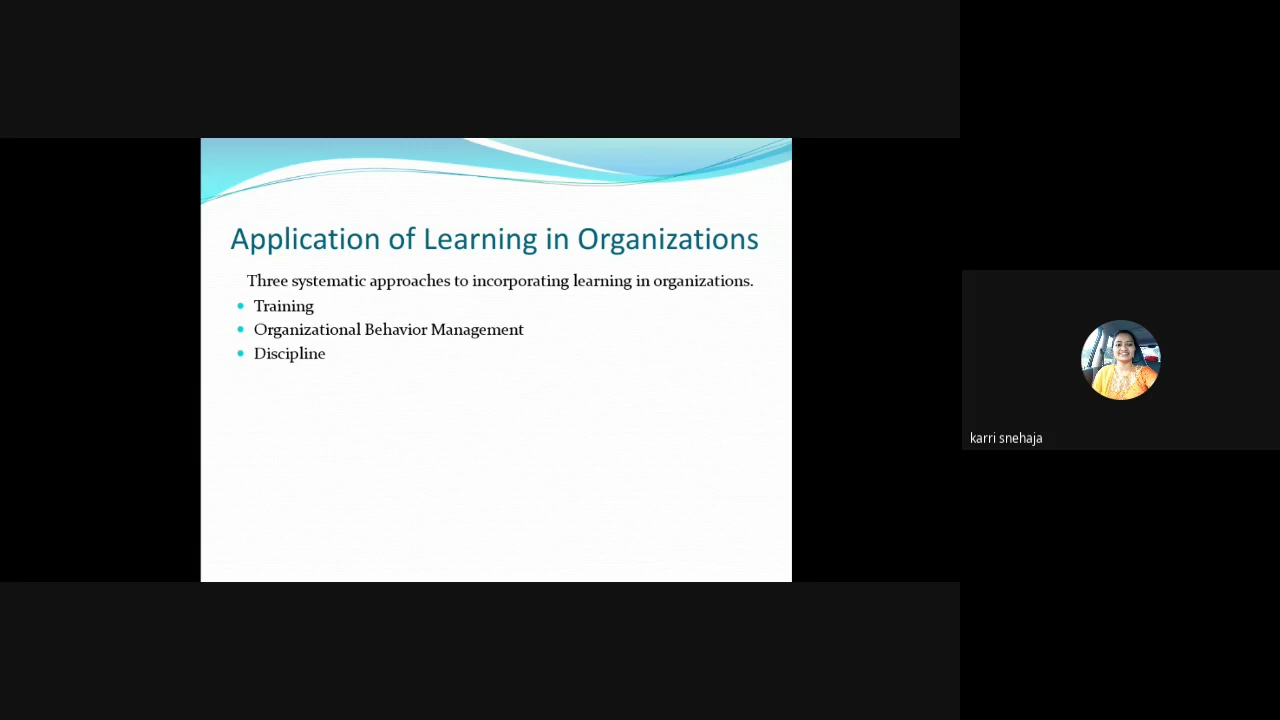 Application of Learning in Organizations
Three systematic approaches to incorporating learning in organizations.
Training
Organizational Behavior Management
Discipline
karri snehaja